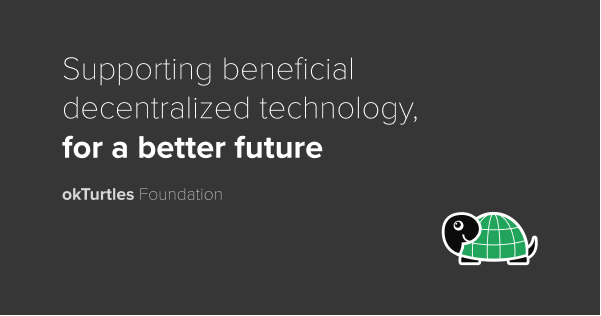 Supporting beneficial
decentralized technology,
for a better future
okTurtles Foundation